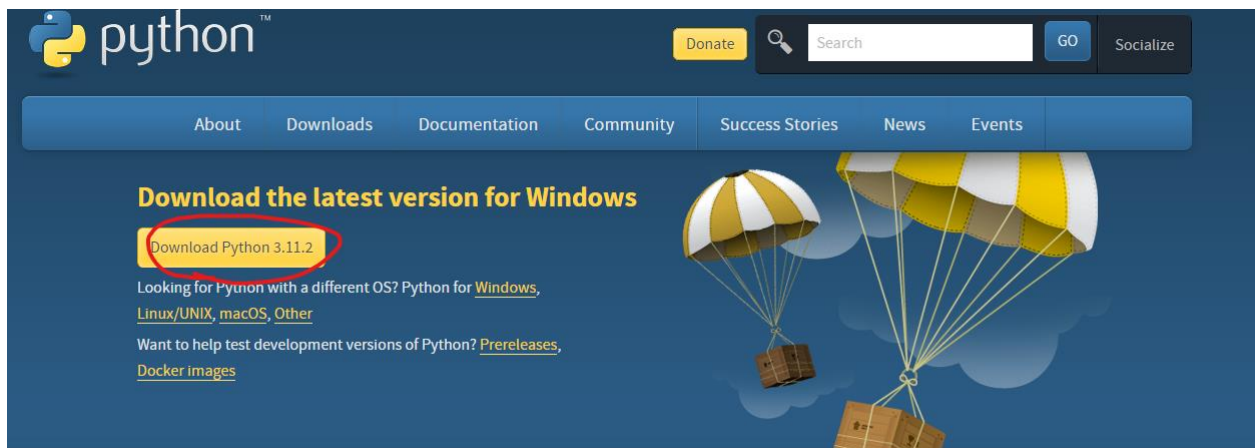 python™
Donate
Search
GO
Socialize
About Downloads Documentation Community Success Stories News Events
Download the latest version for Windows
Download Python 3.11.2
Looking for Python with a different OS? Python for Windows,
Linux/UNIX, macOS, Other
Want to help test development versions of Python? Prereleases,
Docker images